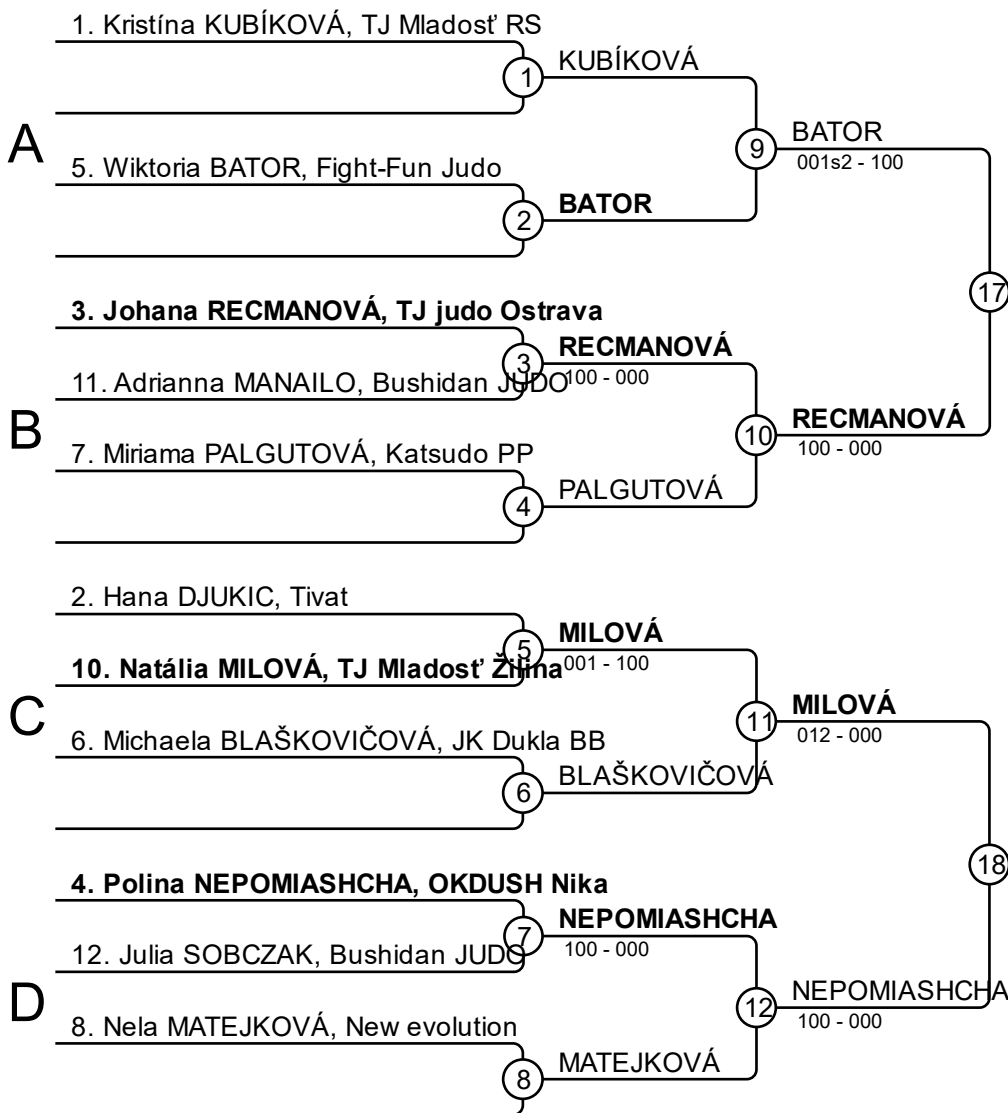 1. Kristína KUBÍKOVÁ, TJ Mladosť RS
1
KUBÍKOVÁ
A
9
BATOR
001s2 - 100
5. Wiktoria BATOR, Fight-Fun Judo
2
BATOR
17
3. Johana RECMANOVÁ, TJ judo Ostrava
3
RECMANOVÁ
100 - 000
11. Adrianna MANAILO, Bushidan JUDO
B
10
RECMANOVÁ
100 - 000
7. Miriama PALGUTOVÁ, Katsudo PP
4
PALGUTOVÁ
2. Hana DJUKIC, Tivat
5
MILOVÁ
001 - 100
10. Natália MILOVÁ, TJ Mladosť Žilina
C
11
MILOVÁ
012 - 000
6. Michaela BLAŠKOVIČOVÁ, JK Dukla BB
6
BLAŠKOVIČOVÁ
18
4. Polina NEPOMIASHCHA, OKDUSH Nika
7
NEPOMIASHCHA
100 - 000
12. Julia SOBCZAK, Bushidan JUDO
D
12
NEPOMIASHCHA
100 - 000
8. Nela MATEJKOVÁ, New evolution
8
MATEJKOVÁ